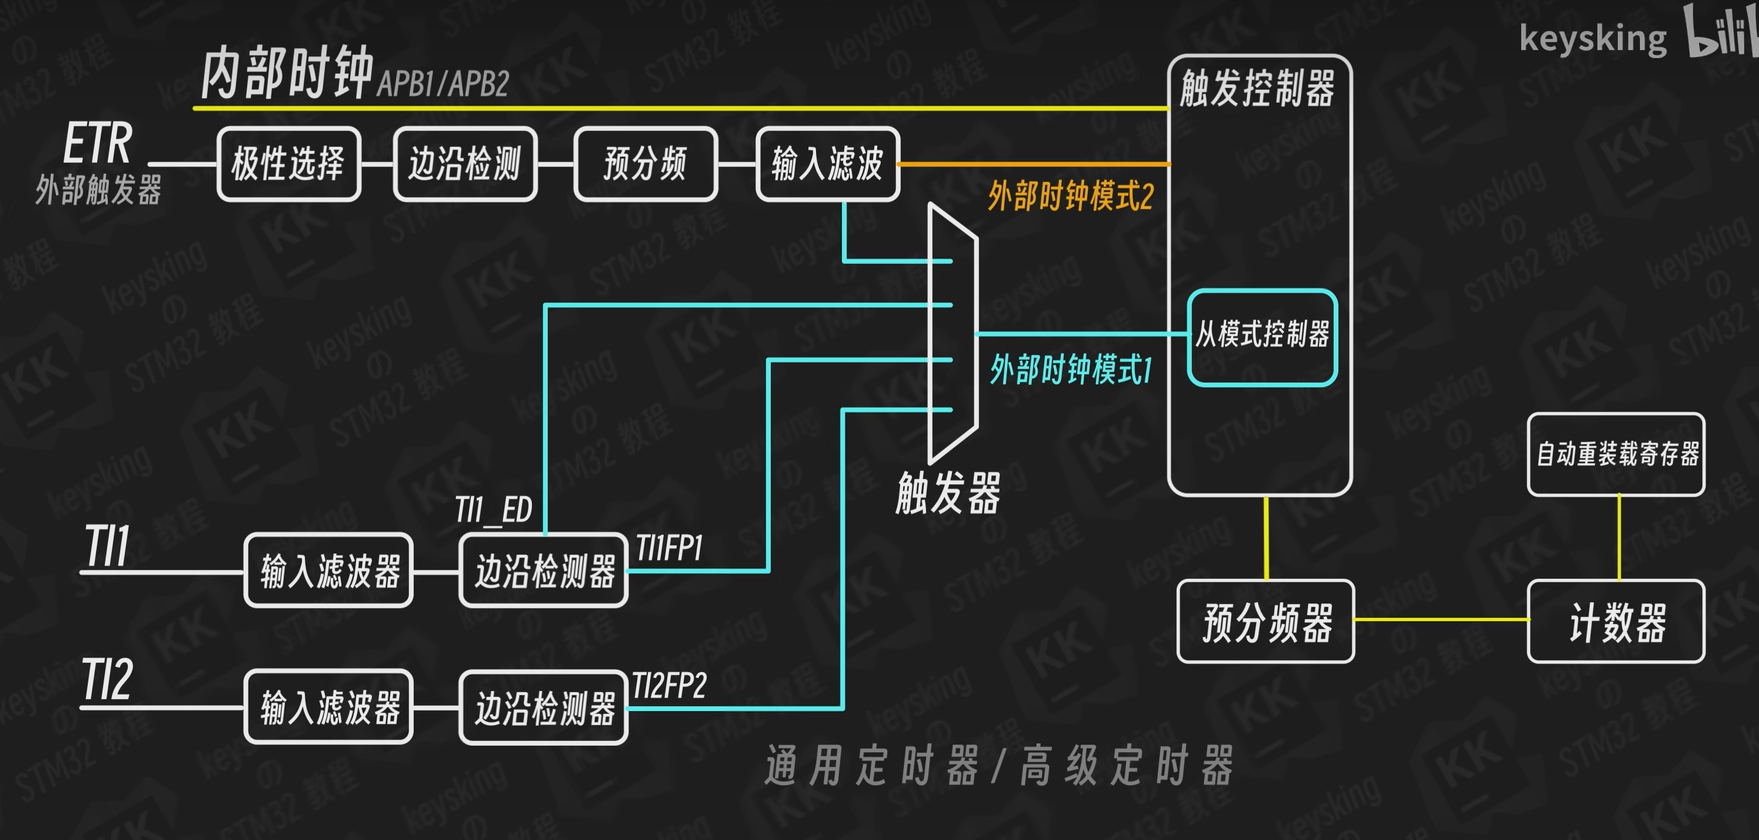 keysking
内部时钟 APB1/APB2
触发控制器
ETR
外部触发器
极性选择
边沿检测
预分频
输入滤波
外部时钟模式2
从模式控制器
外部时钟模式1
自动重装载寄存器
触发器
TI1_ED
TI1
输入滤波器
边沿检测器
TI1FP1
预分频器
计数器
TI2
输入滤波器
边沿检测器
TI2FP2
通用定时器/高级定时器